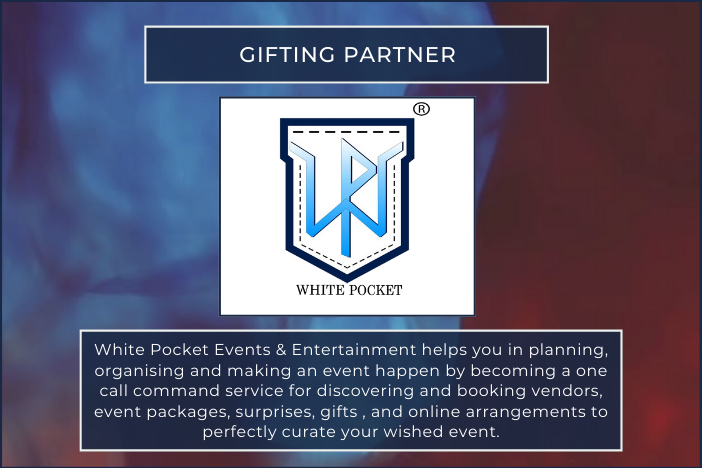 GIFTING PARTNER
®
WHITE POCKET
White Pocket Events & Entertainment helps you in planning,
organising and making an event happen by becoming a one
call command service for discovering and booking vendors,
event packages, surprises, gifts , and online arrangements to
perfectly curate your wished event.